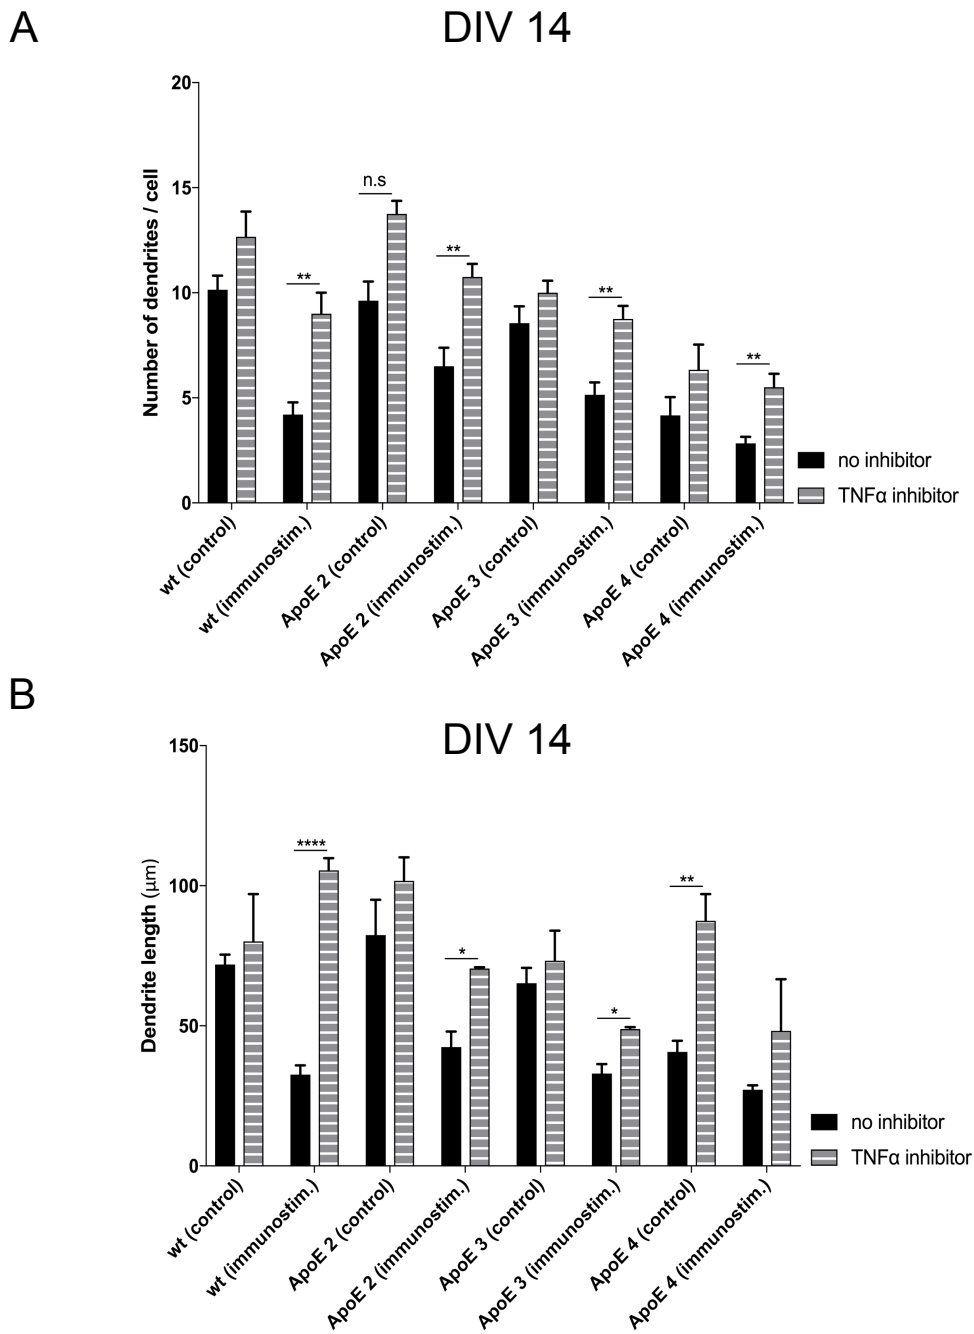 A
DIV 14
Number of dendrites / cell
20
15
10
5
0
n.s
**
**
**
**
no inhibitor
TNFα inhibitor
wt (control)
wt (immunostim.)
ApoE 2 (control)
ApoE 2 (immunostim.)
ApoE 3 (control)
ApoE 3 (immunostim.)
ApoE 4 (control)
ApoE 4 (immunostim.)
B
DIV 14
Dendrite length (µm)
150
100
50
0
****
*
*
**
no inhibitor
TNFα inhibitor
wt (control)
wt (immunostim.)
ApoE 2 (control)
ApoE 2 (immunostim.)
ApoE 3 (control)
ApoE 3 (immunostim.)
ApoE 4 (control)
ApoE 4 (immunostim.)